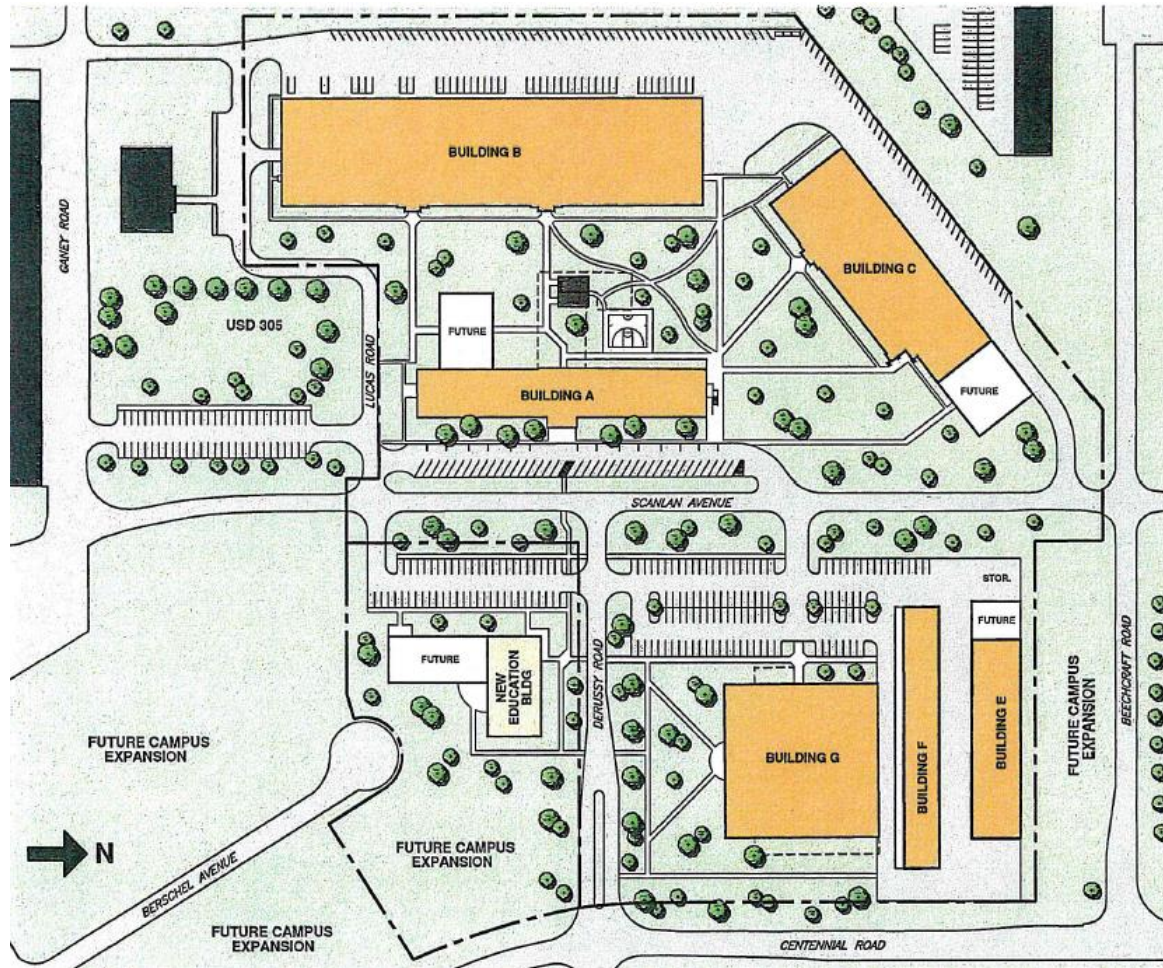 BUILDING B
GANEY ROAD
BUILDING C
USD 305
FUTURE
LUCAS ROAD
BUILDING A
FUTURE
SCANLAN AVENUE
STOR.
FUTURE
FUTURE
NEW
EDUCATION
BLDG
DERUSSY ROAD
BUILDING G
BUILDING F
BUILDING E
FUTURE CAMPUS
EXPANSION
BEECHCRAFT ROAD
FUTURE CAMPUS
EXPANSION
N
BERSCHEL AVENUE
FUTURE CAMPUS
EXPANSION
FUTURE CAMPUS
EXPANSION
CENTENNIAL ROAD